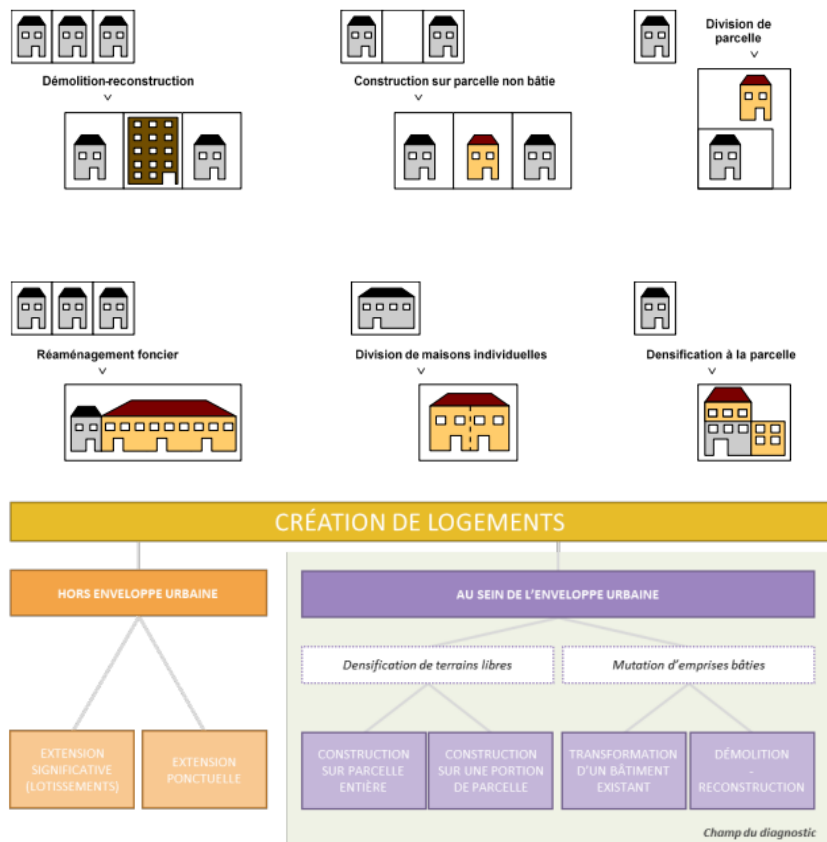 Démolition-reconstruction
Construction sur parcelle non bâtie
Division de
parcelle
Réaménagement foncier
Division de maisons individuelles
Densification à la parcelle
CRÉATION DE LOGEMENTS
HORS ENVELOPPE URBAINE
AU SEIN DE L'ENVELOPPE URBAINE
Densification de terrains libres
Mutation d'emprises bâties
EXTENSION
SIGNIFICATIVE
(LOTISSEMENTS)
EXTENSION
PONCTUELLE
CONSTRUCTION
SUR PARCELLE
ENTIÈRE
CONSTRUCTION
SUR UNE PORTION
DE PARCELLE
TRANSFORMATION
D'UN BÂTIMENT
EXISTANT
DÉMOLITION
-
RECONSTRUCTION
Champ du diagnostic